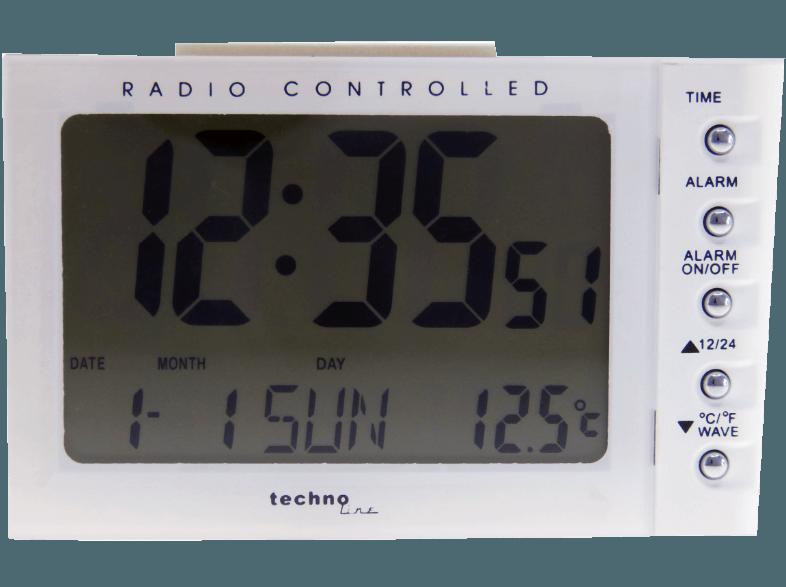 RADIO CONTROLLED
12:35 51
DATE MONTH DAY
1- 1 SUN 12.5°c
techno line
TIME
ALARM
ALARM
ON/OFF
▲12/24
°C/°F
▼ WAVE